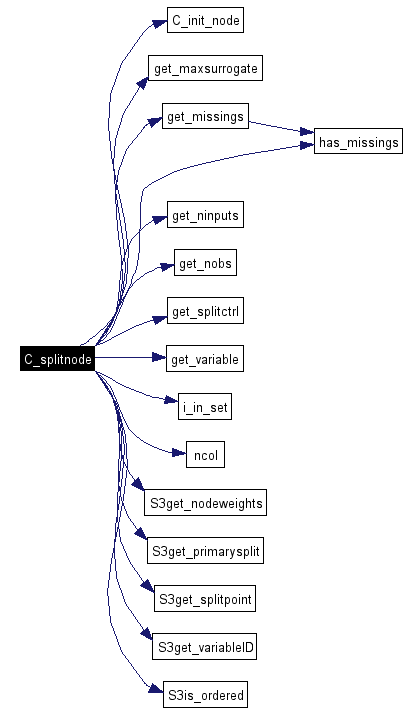 C_init_node
get_maxsurrogate
get_missings
has_missings
get_ninputs
get_nobs
get_splitctrl
C_splitnode
get_variable
i_in_set
ncol
S3get_nodeweights
S3get_primarysplit
S3get_splitpoint
S3get_variableID
S3is_ordered